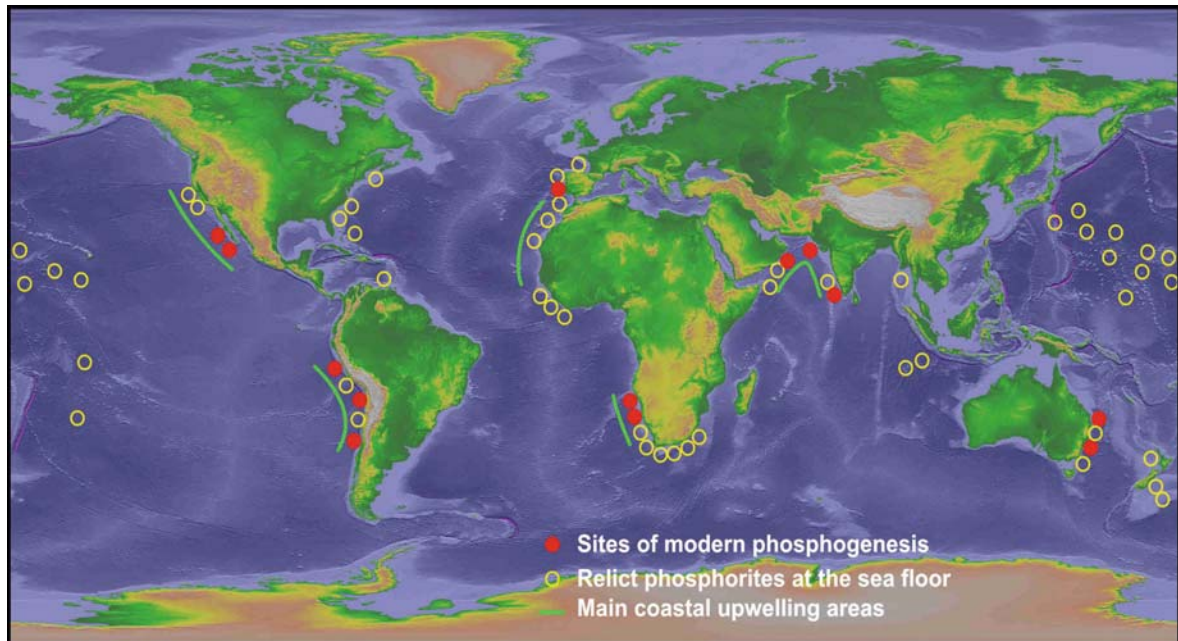 Sites of modern phosphogenesis
Relict phosphorites at the sea floor
Main coastal upwelling areas